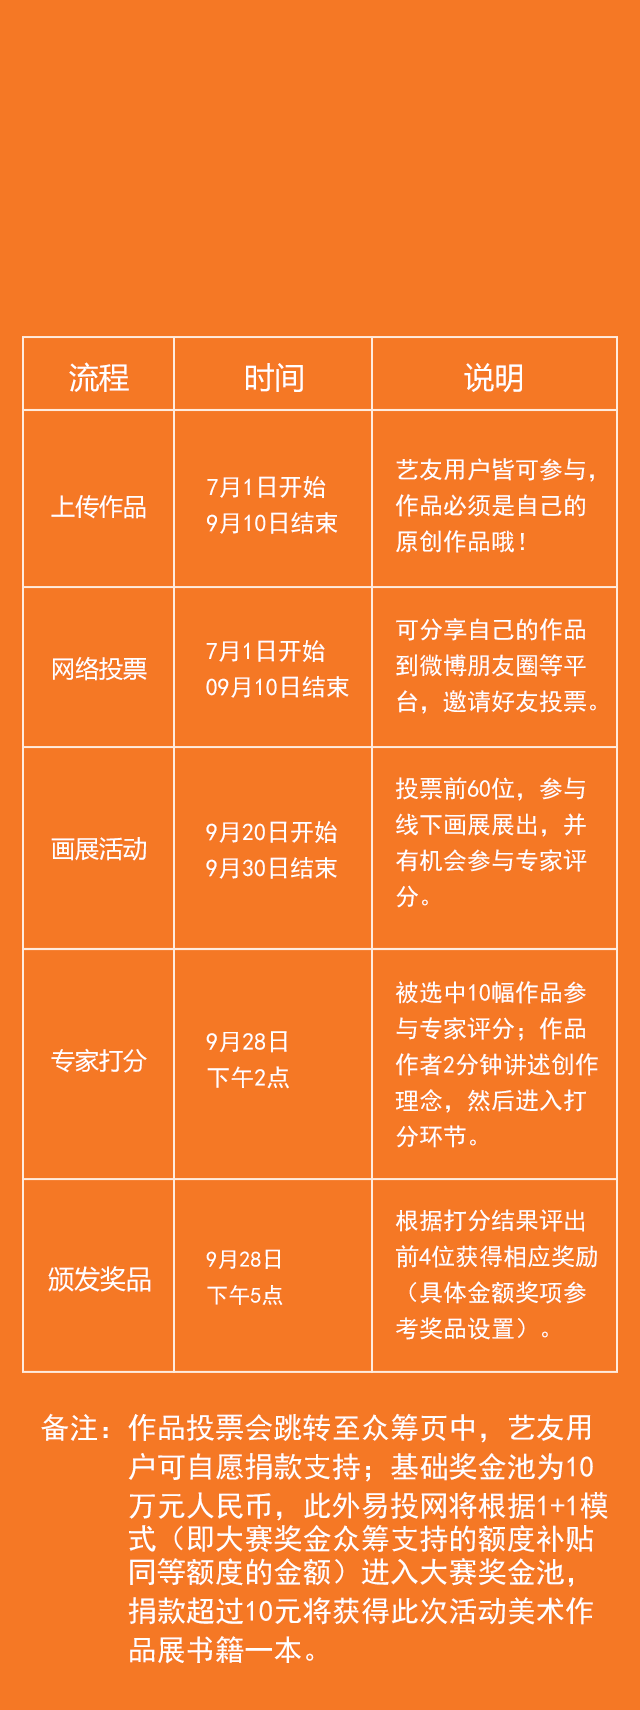 流程 时间 说明
上传作品
7月1日开始
9月10日结束
艺友用户皆可参与，
作品必须是自己的
原创作品哦！
网络投票
7月1日开始
09月10日结束
可分享自己的作品
到微博朋友圈等平
台，邀请好友投票。
画展活动
9月20日开始
9月30日结束
投票前60位，参与
线下画展展出，并
有机会参与专家评
分。
专家打分
9月28日
下午2点
被选中10幅作品参
与专家评分；作品
作者2分钟讲述创作
理念，然后进入打
分环节。
颁发奖品
9月28日
下午5点
根据打分结果评出
前4位获得相应奖励
（具体金额奖项参
考奖品设置）。
备注：作品投票会跳转至众筹页中，艺友用
户可自愿捐款支持；基础奖金池为10
万元人民币，此外易投网将根据1+1模
式（即大赛奖金众筹支持的额度补贴
同等额度的金额）进入大赛奖金池，
捐款超过10元将获得此次活动美术作
品展书籍一本。